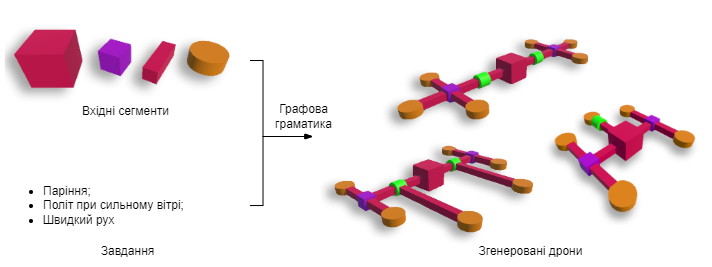 Вхідні сегменти
Графова
граматика
Паріння;
Політ при сильному вітрі;
Швидкий рух
Завдання
Згенеровані дрони